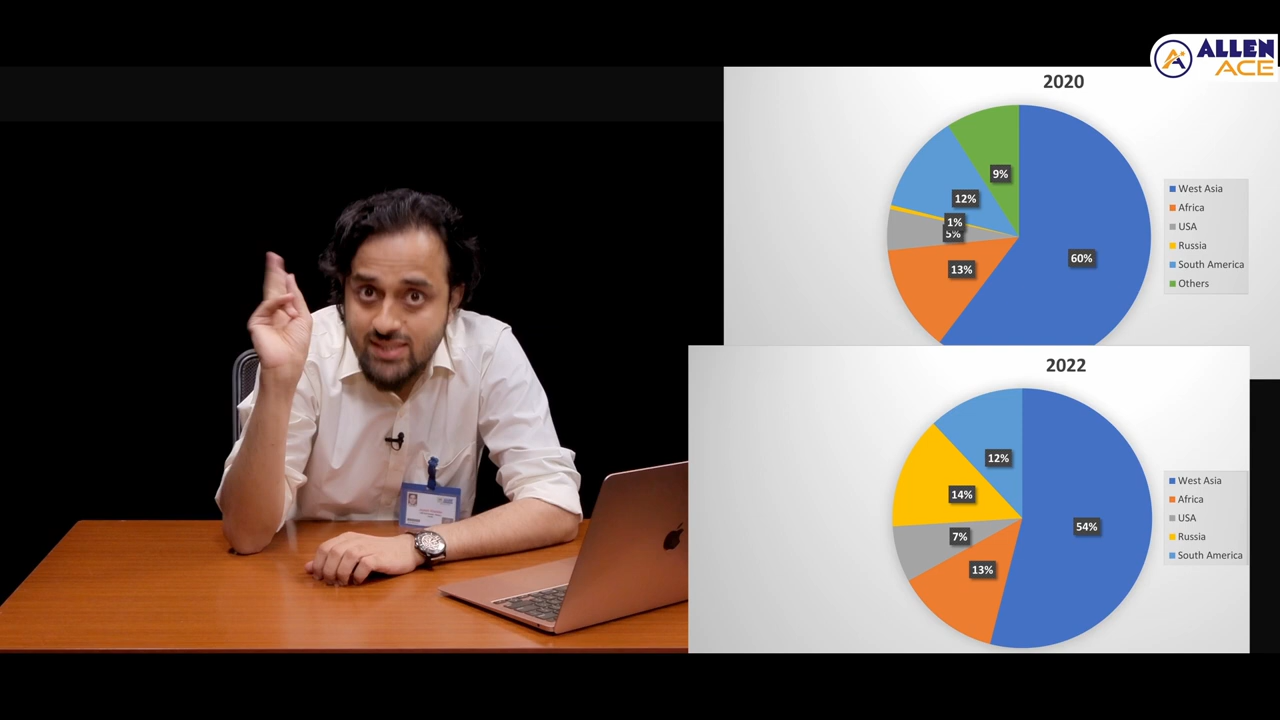 ALLEN
ACE
2020
9%
12%
1%
5%
13%
60%
West Asia
Africa
USA
Russia
South America
Others
2022
12%
14%
7%
13%
54%
West Asia
Africa
USA
Russia
South America